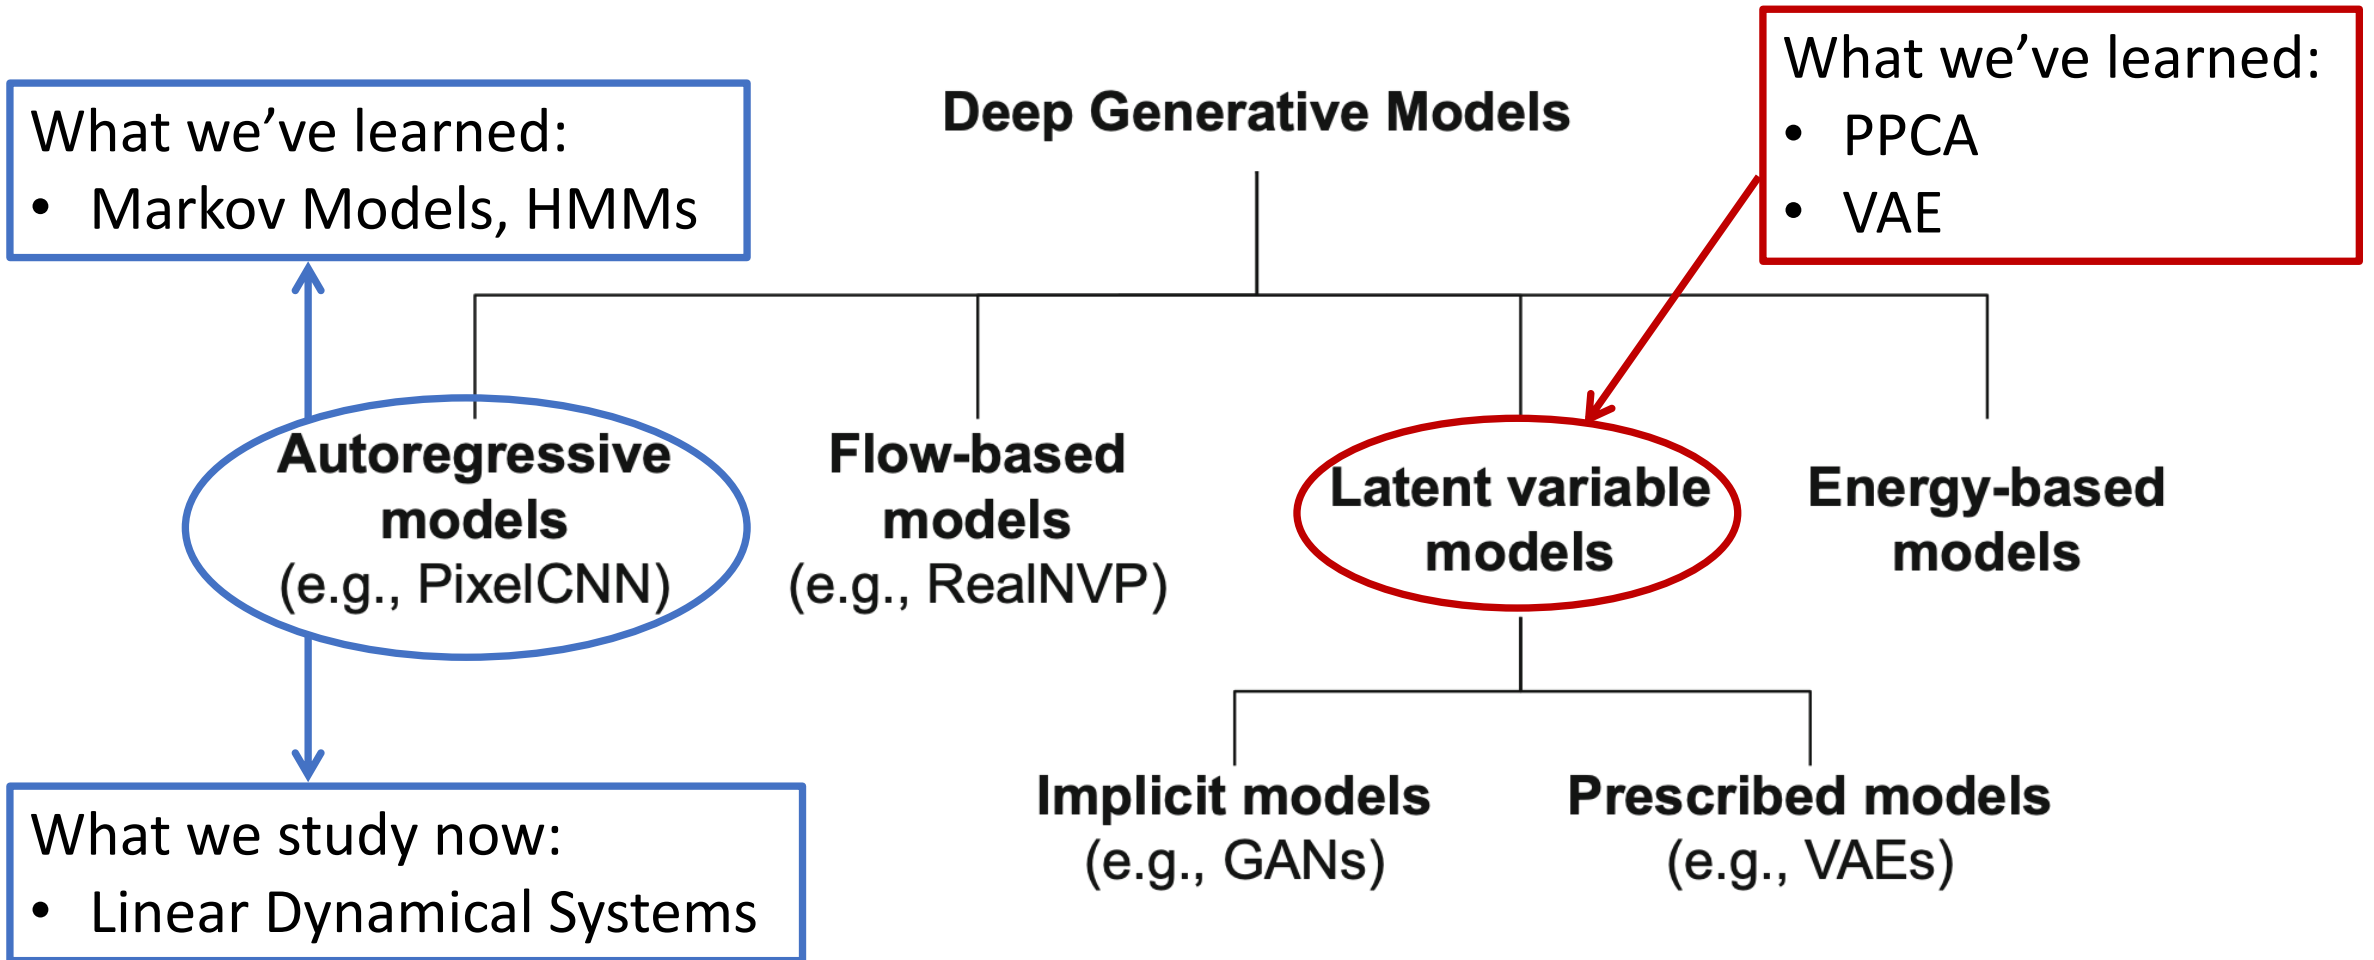 What we’ve learned:
• Markov Models, HMMs
Deep Generative Models
What we’ve learned:
• PPCA
• VAE
Autoregressive
models
(e.g., PixelCNN)
Flow-based
models
(e.g., RealNVP)
Latent variable
models
Energy-based
models
Implicit models
(e.g., GANs)
Prescribed models
(e.g., VAEs)
What we study now:
• Linear Dynamical Systems